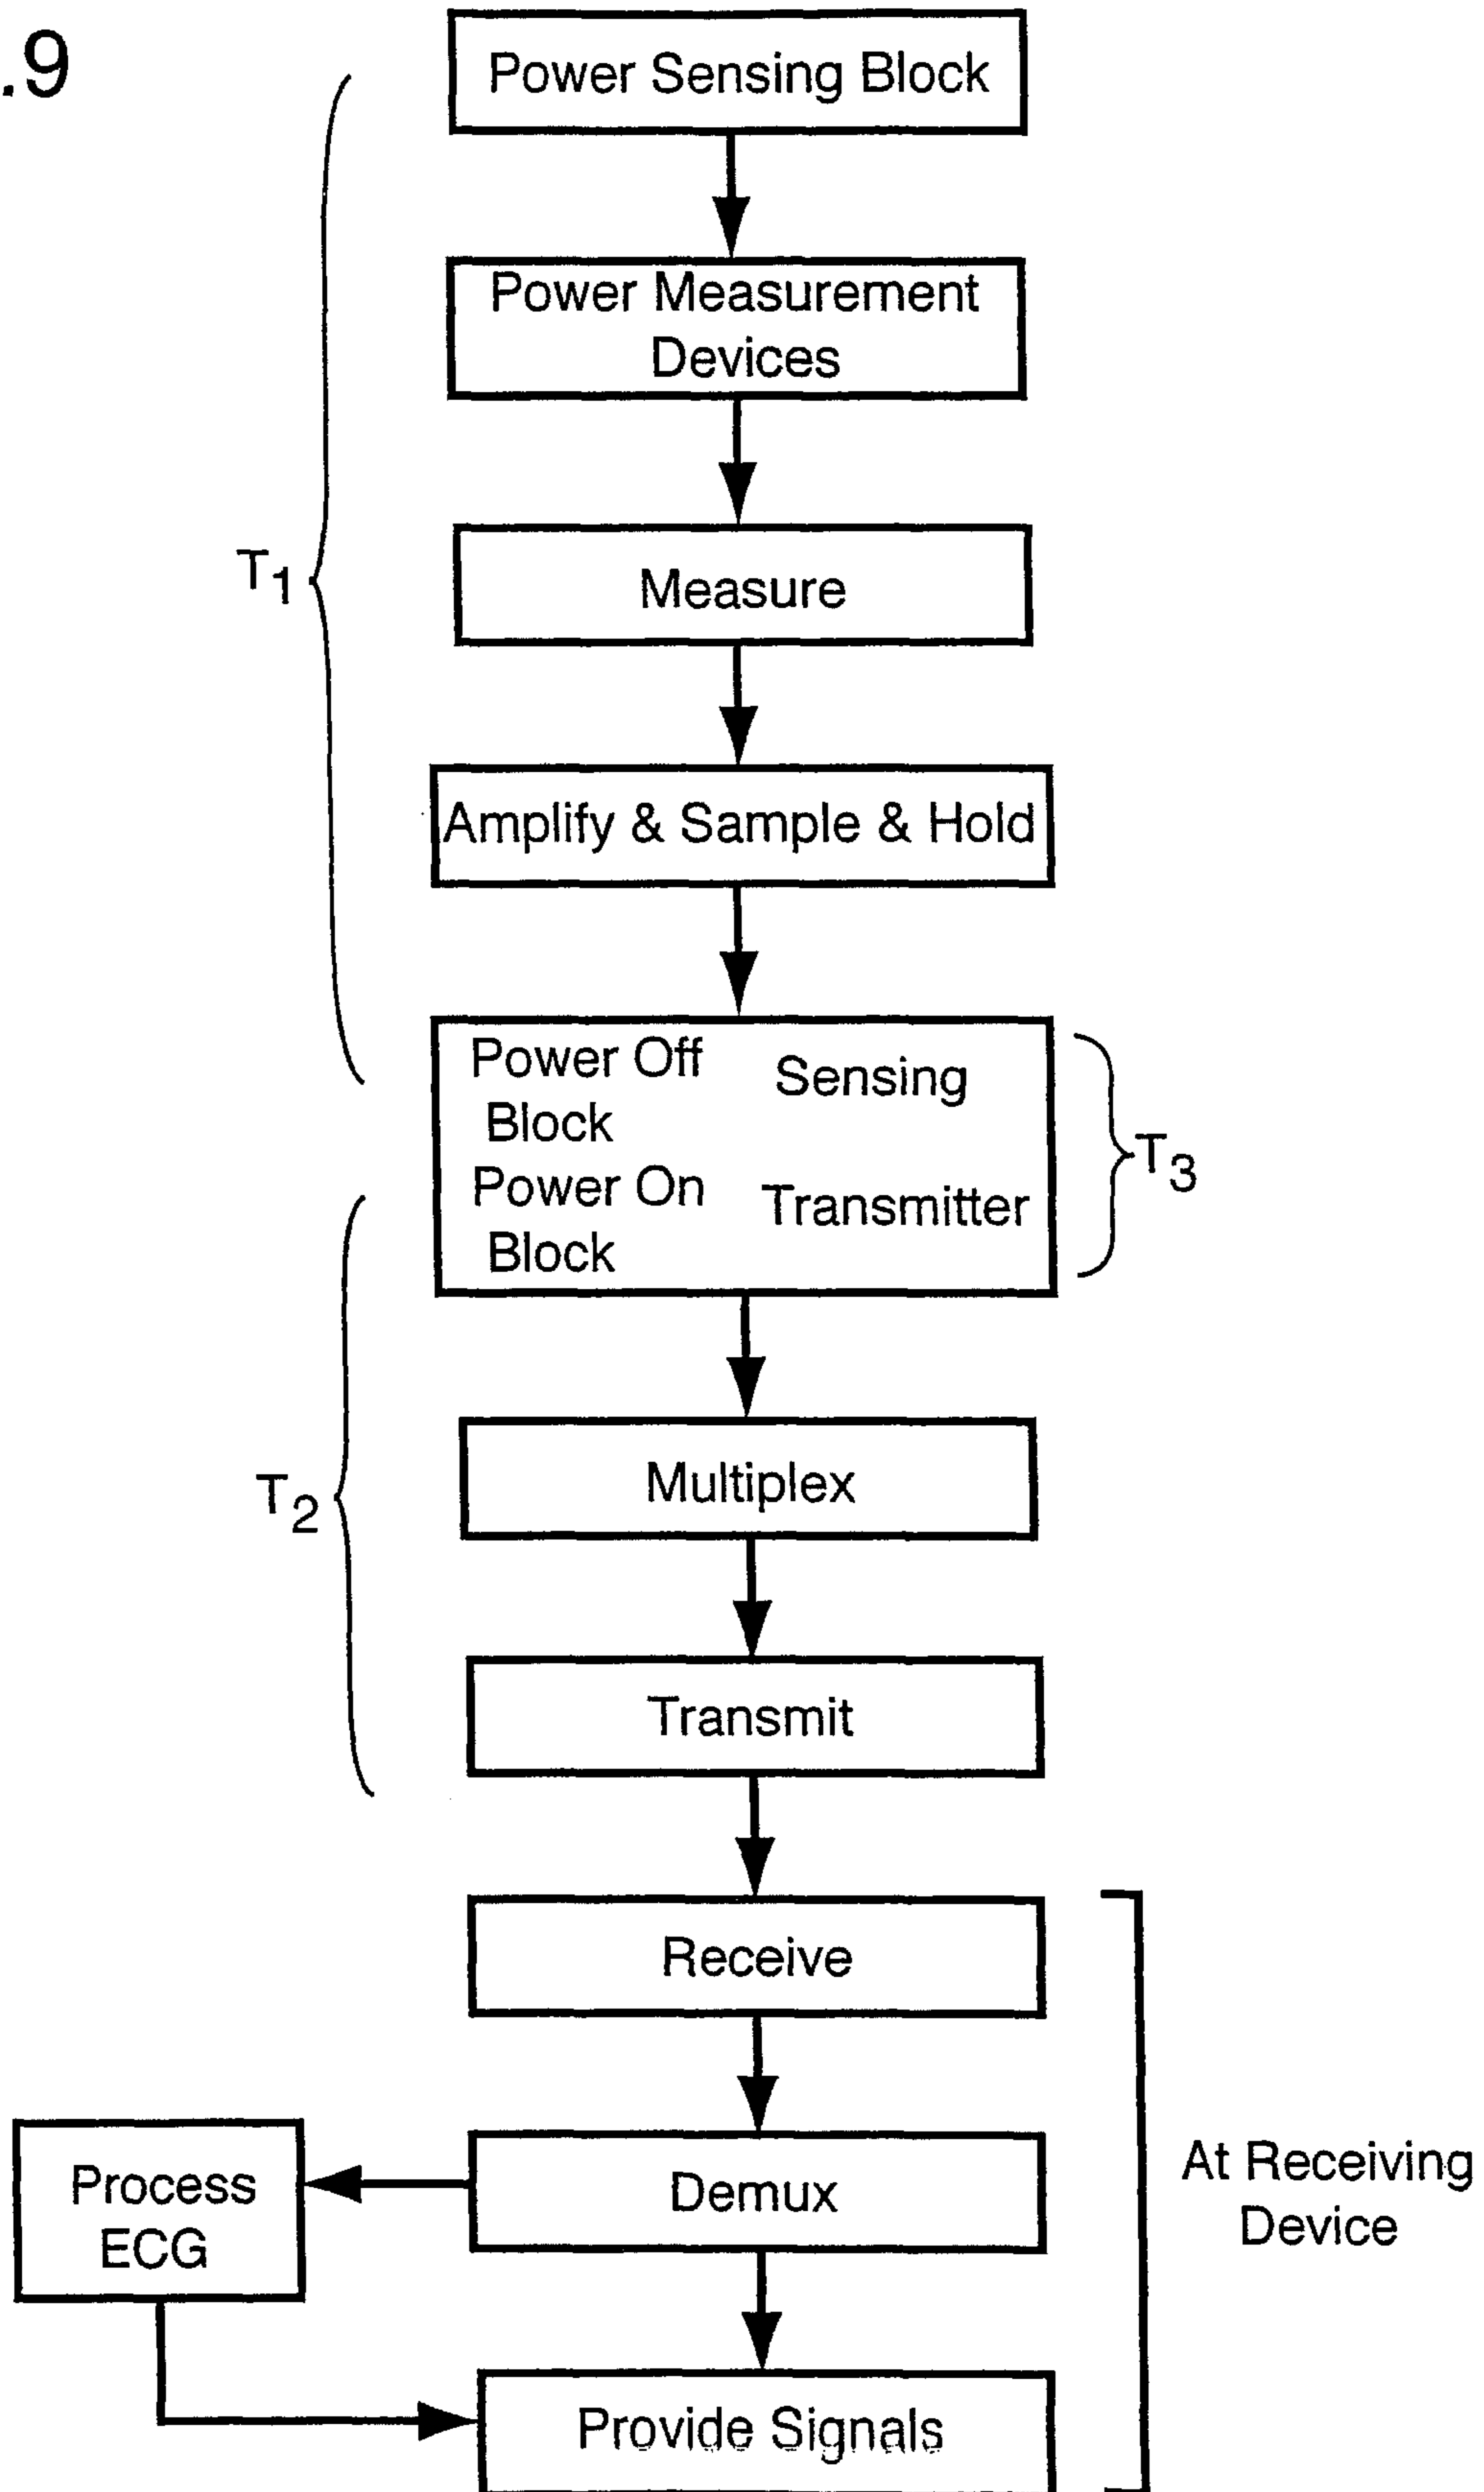 .9
Power Sensing Block
Power Measurement
Devices
Measure
T1
Amplify & Sample & Hold
Power Off Sensing
Block
Power On Transmitter
Block
T3
Multiplex
T2
Transmit
Receive
Process
ECG
Demux
At Receiving
Device
Provide Signals